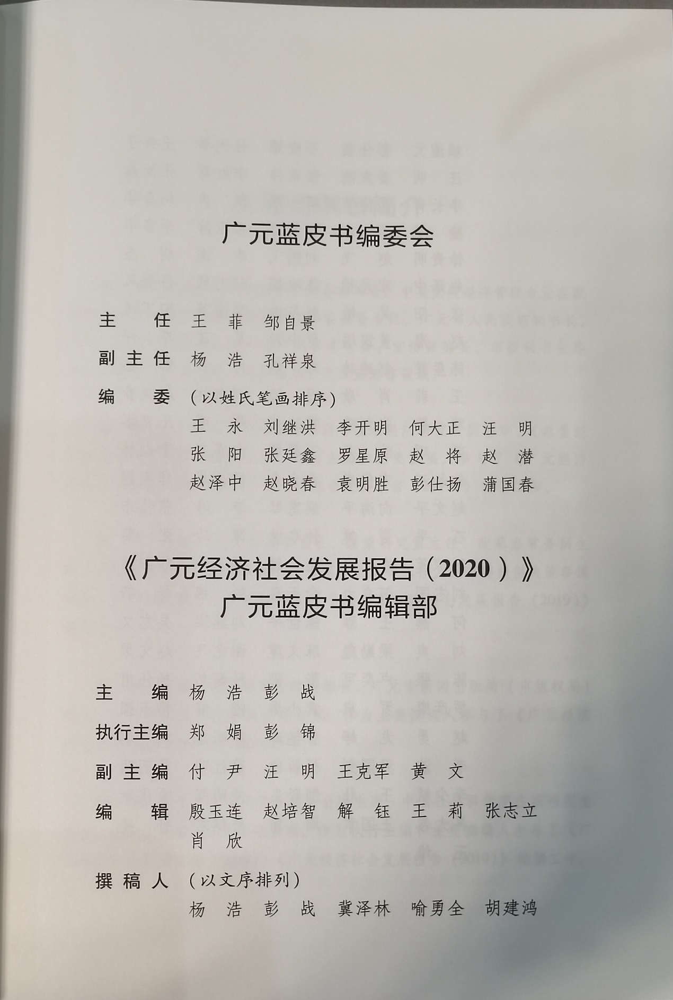 广元蓝皮书编委会
主 任 王 菲 邹自景
副主任 杨 浩 孔祥泉
编 委 (以姓氏笔画排序)
王 永 刘继洪 李开明 何大正 汪 明
张 阳 张廷鑫 罗星原 赵 将 赵 潜
赵泽中 赵晓春 袁明胜 彭仕扬 蒲国春
《广元经济社会发展报告(2020)》
广元蓝皮书编辑部
主 编 杨 浩 彭 战
执行主编 郑 娟 彭 锦
副主编 付 尹 汪 明 王克军 黄 文
编 辑 殷玉连 赵培智 解 钰 王 莉 张志立
肖 欣
撰稿人 (以文序排列)
杨 浩 彭 战 冀泽林 喻勇全 胡建鸿